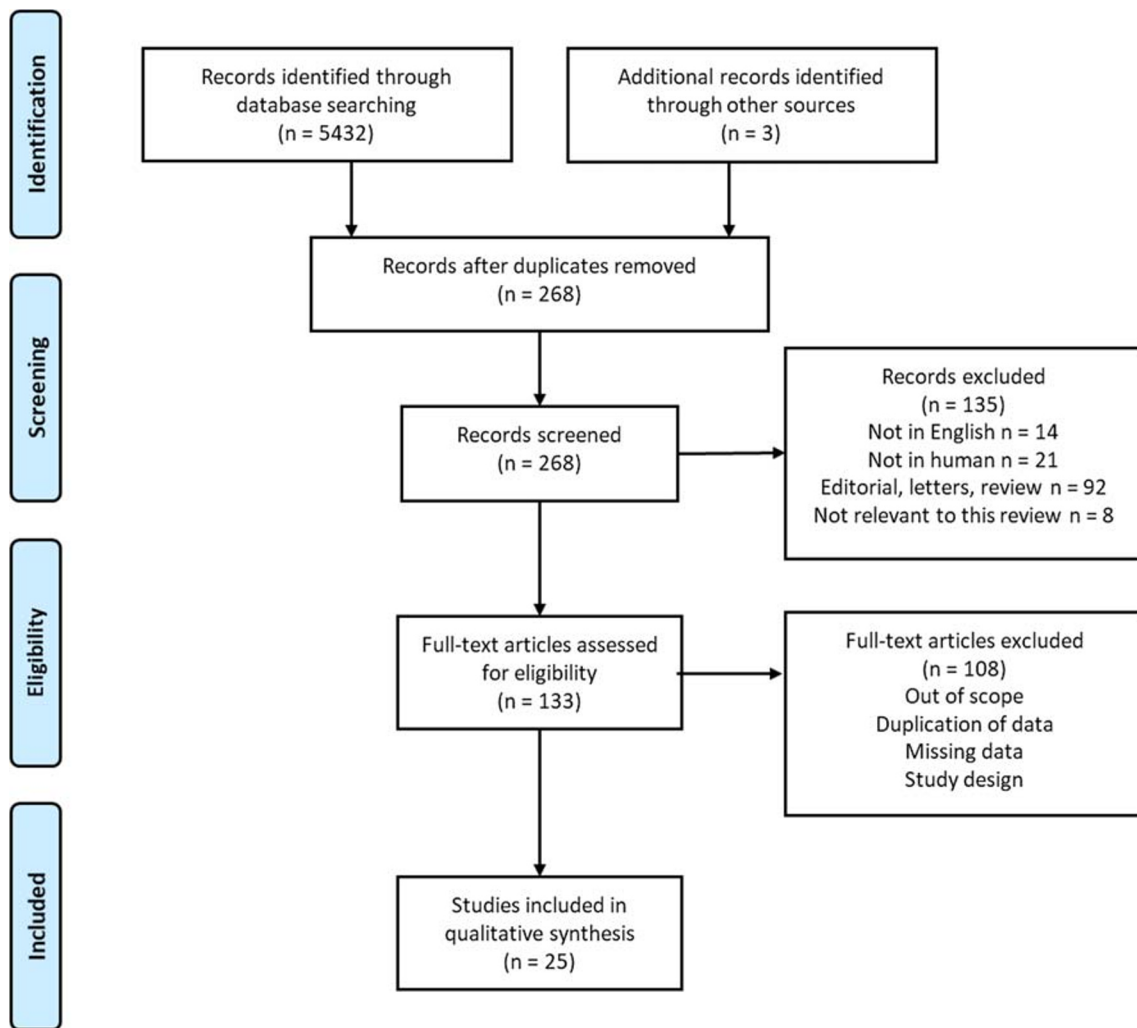 Identification
Records identified through
database searching
(n = 5432)
Additional records identified
through other sources
(n = 3)
Records after duplicates removed
(n = 268)
Screening
Records screened
(n = 268)
Records excluded
(n = 135)
Not in English n = 14
Not in human n = 21
Editorial, letters, review n = 92
Not relevant to this review n = 8
Eligibility
Full-text articles assessed
for eligibility
(n = 133)
Full-text articles excluded
(n = 108)
Out of scope
Duplication of data
Missing data
Study design
Included
Studies included in
qualitative synthesis
(n = 25)